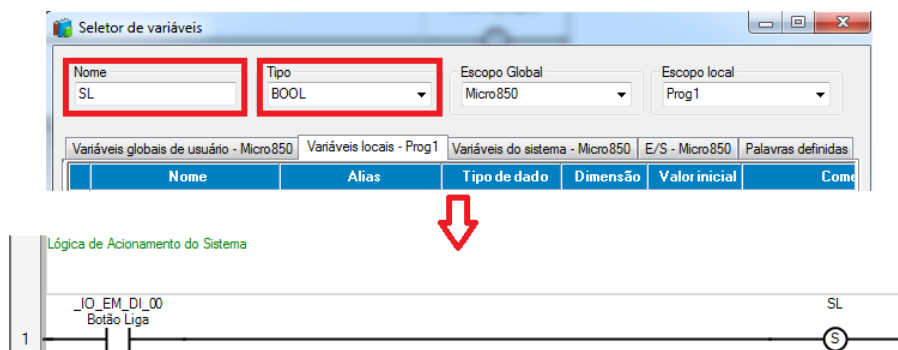 Seletor de variáveis
Nome Tipo Escopo Global Escopo local
SL BOOL Micro850 Prog1
Variáveis globais de usuário - Micro850 Variáveis locais - Prog1 Variáveis do sistema - Micro850 E/S - Micro850 Palavras definidas
Nome Alias Tipo de dado Dimensão Valor inicial Come
Lógica de Acionamento do Sistema
_IO_EM_DI_00 SL
Botão Liga
1 S